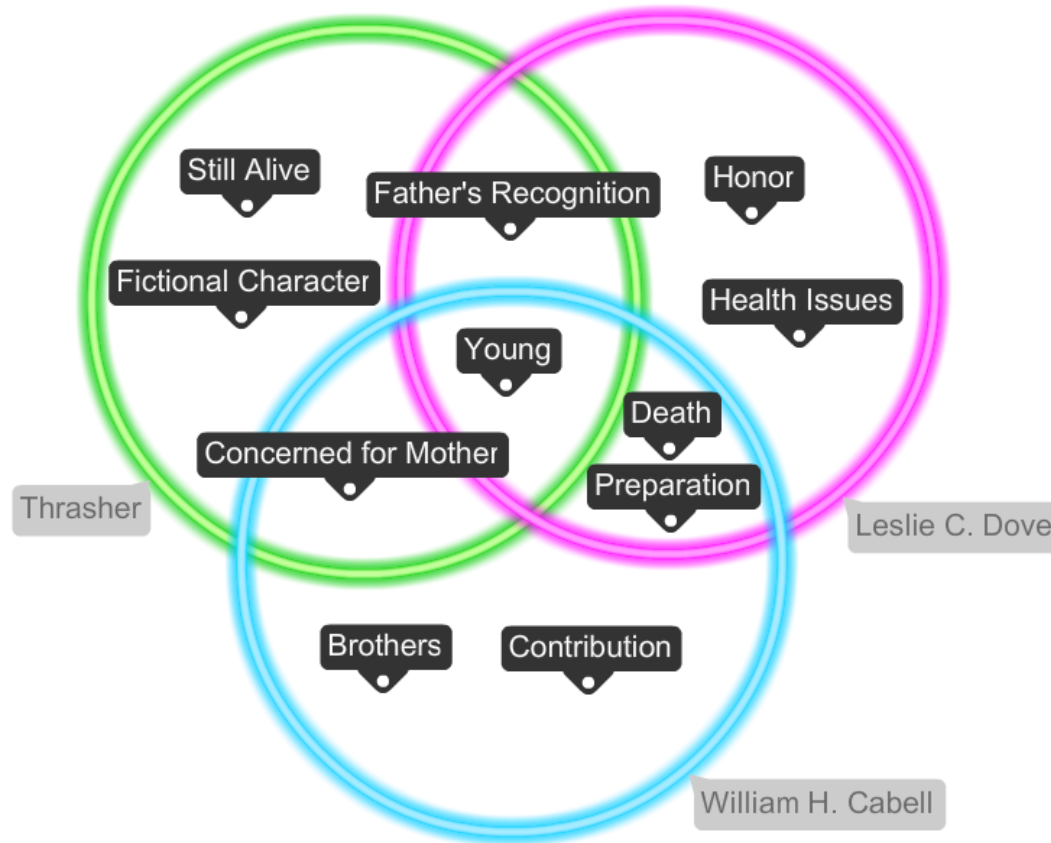 Still Alive
Father's Recognition
Honor
Fictional Character
Health Issues
Young
Death
Concerned for Mother
Preparation
Thrasher
Leslie C. Dove
Brothers
Contribution
William H. Cabell